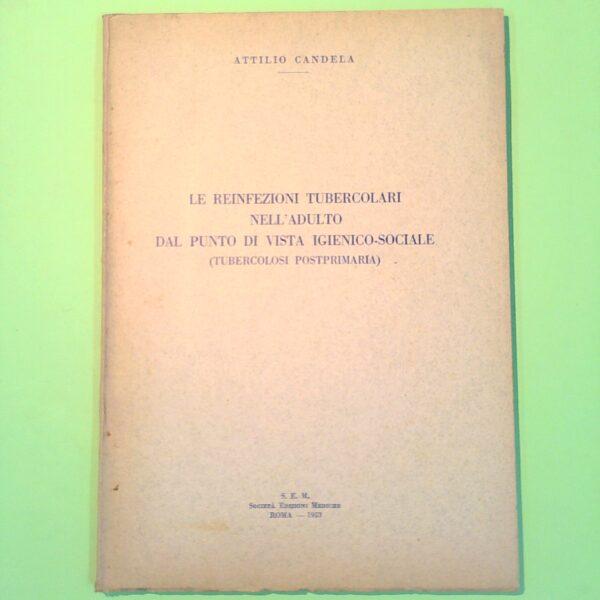 ATTILIO CANDELA
LE REINFEZIONI TUBERCOLARI
NELL'ADULTO
DAL PUNTO DI VISTA IGIENICO-SOCIALE
(TUBERCOLOSI POSTPRIMARIA)
S. E. M.
SOCIETÀ EDIZIONI MEDICHE
ROMA —